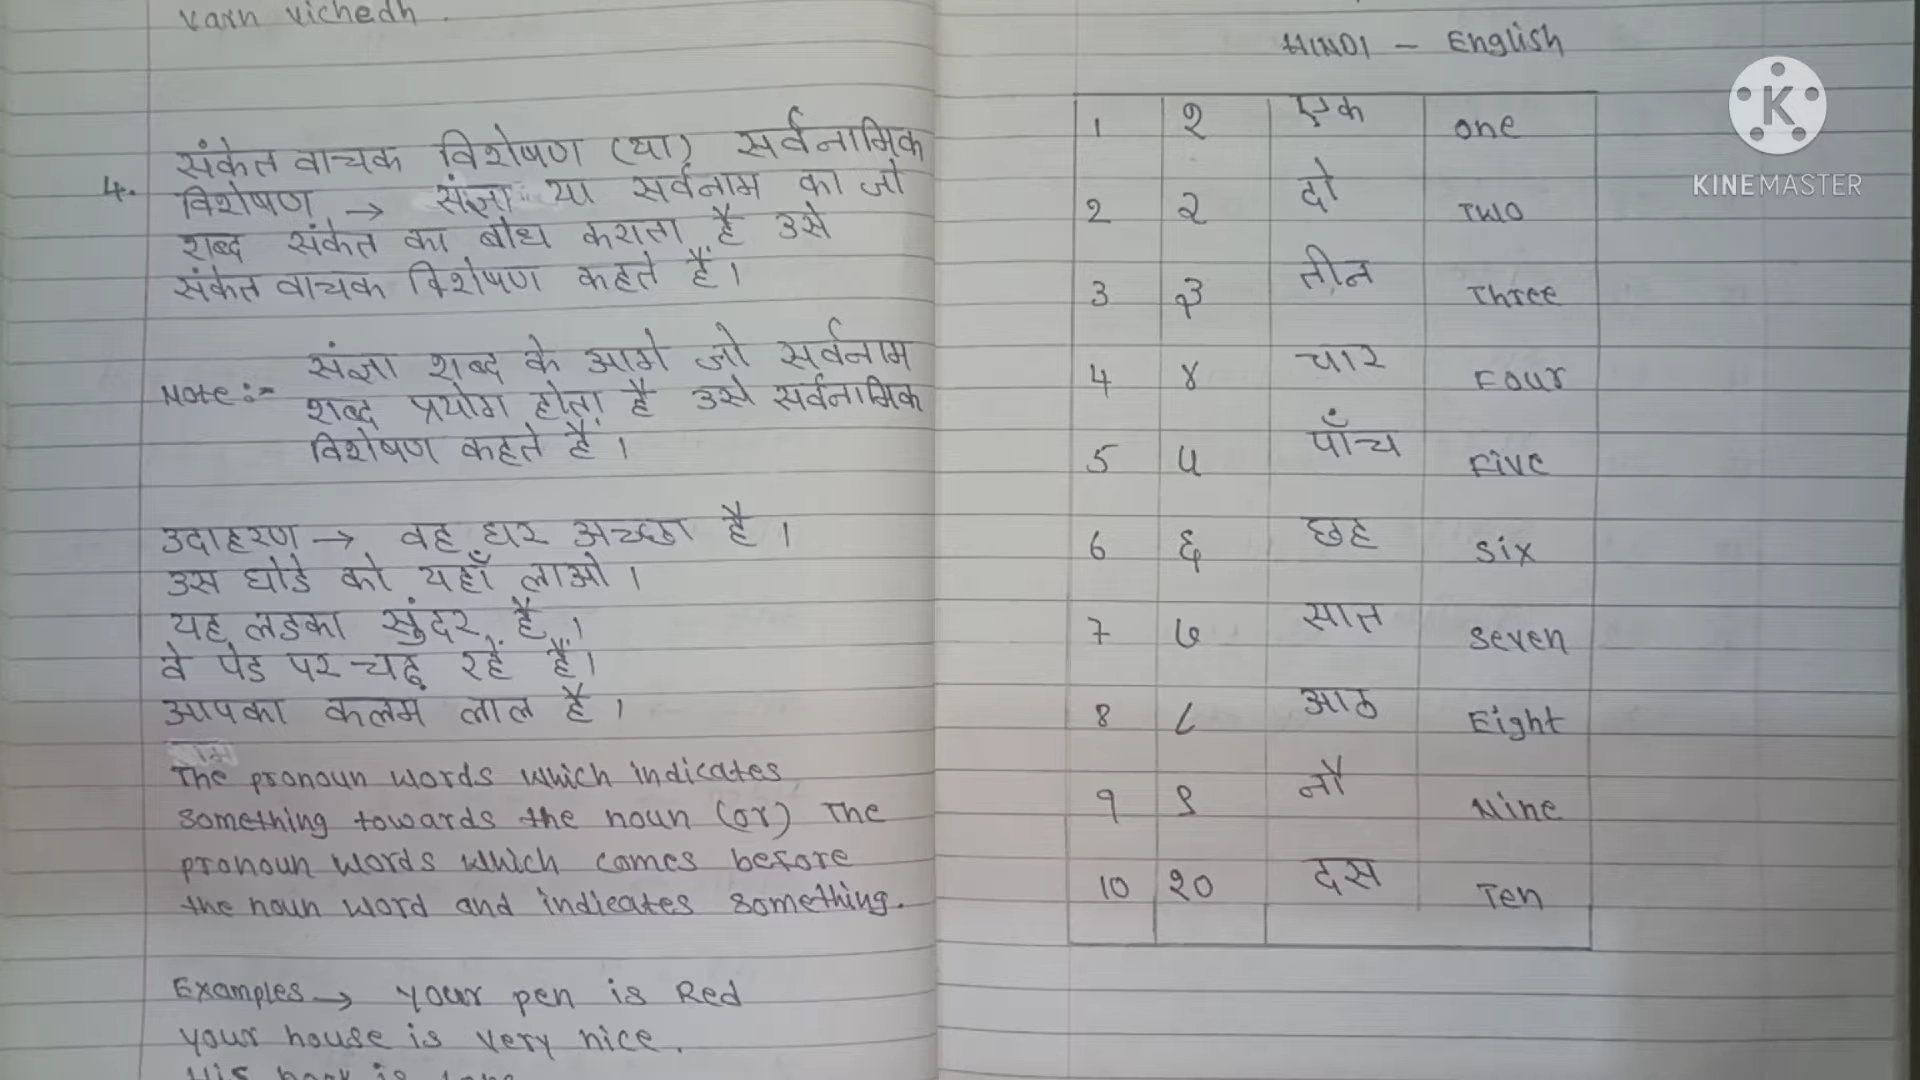 varn vichedh.
4. संकेत वाचक विशेषण (या) सर्वनामिक
विशेषण → संज्ञा या सर्वनाम का जो
शब्द संकेत का बोध कराता है उसे
संकेत वाचक विशेषण कहते हैं।
Note:- संज्ञा शब्द के आगे जो सर्वनाम
शब्द प्रयोग होता है उसे सर्वनामिक
विशेषण कहते है।
उदाहरण → वह घर अच्छा है।
उस घोडे को यहाँ लाओ।
यह लडका सुंदर है।
वे पेड पर चढ़ रहें हैं।
आपका कलम लाल है।
The pronoun words which indicates
something towards the noun (or) The
pronoun words which comes before
the noun word and indicates something.
Examples → your pen is Red
your house is very nice.
His book is
HINDI - English
1 १ एक one
2 २ दो Two
3 ३ तीन Three
4 ४ चार Four
5 ५ पाँच Five
6 ६ छह six
7 ७ सात seven
8 ८ आठ Eight
9 ९ नौ Nine
10 १० दस Ten
KINEMASTER